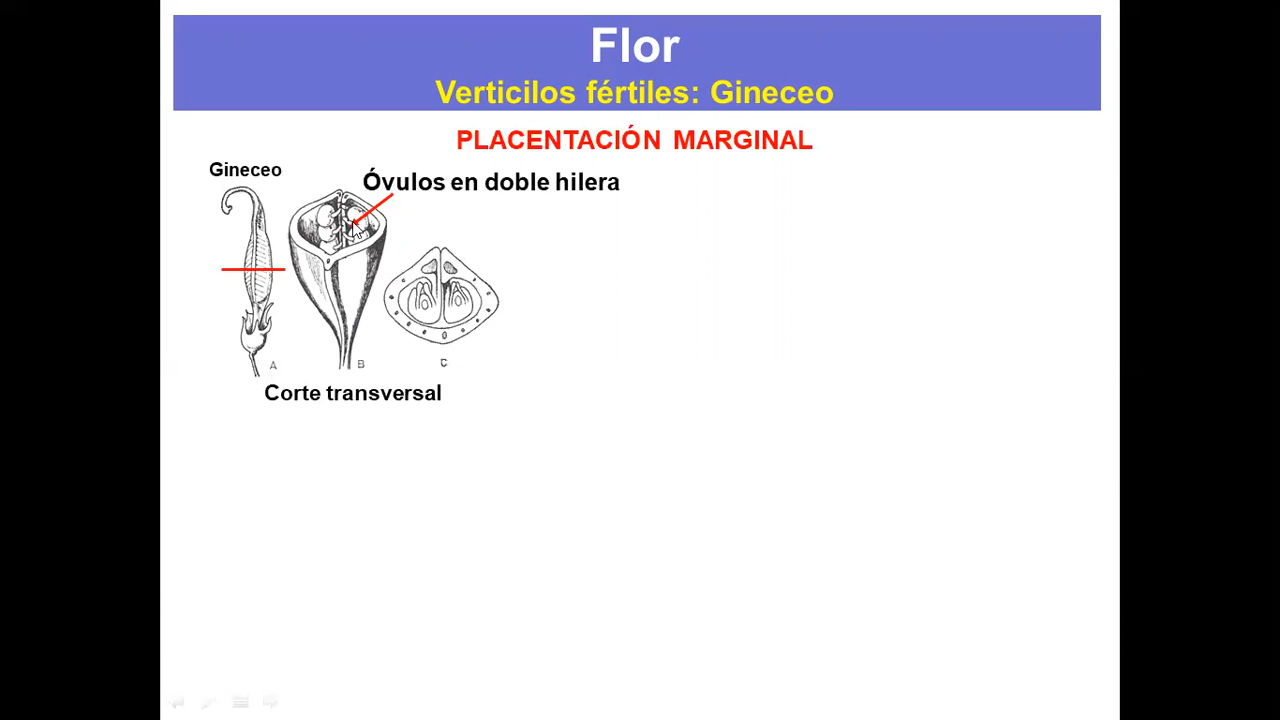 Flor
Verticilos fértiles: Gineceo
PLACENTACIÓN MARGINAL
Gineceo
Óvulos en doble hilera
A
B
C
Corte transversal